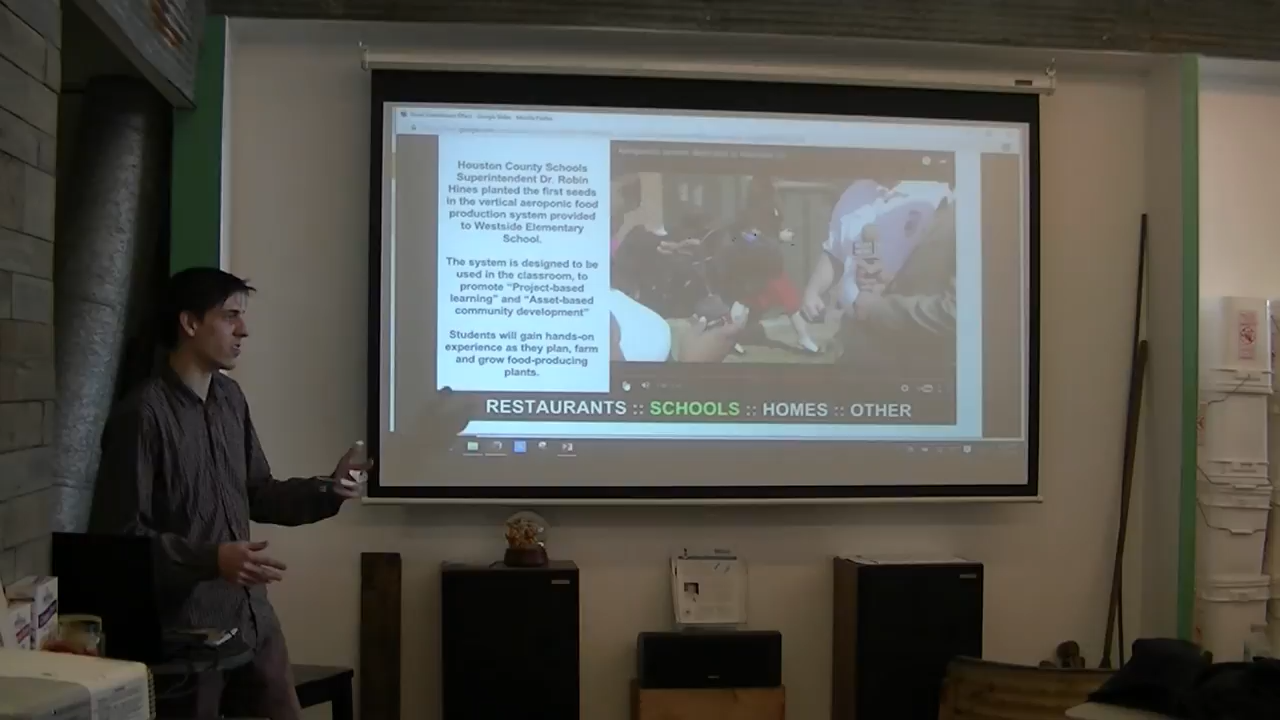 Houston County Schools
Superintendent Dr. Robin
Hines planted the first seeds
in the vertical aeroponic food
production system provided
to Westside Elementary
School.
The system is designed to be
used in the classroom, to
promote “Project-based
learning” and “Asset-based
community development”
Students will gain hands-on
experience as they plan, farm
and grow food-producing
plants.
RESTAURANTS :: SCHOOLS :: HOMES :: OTHER